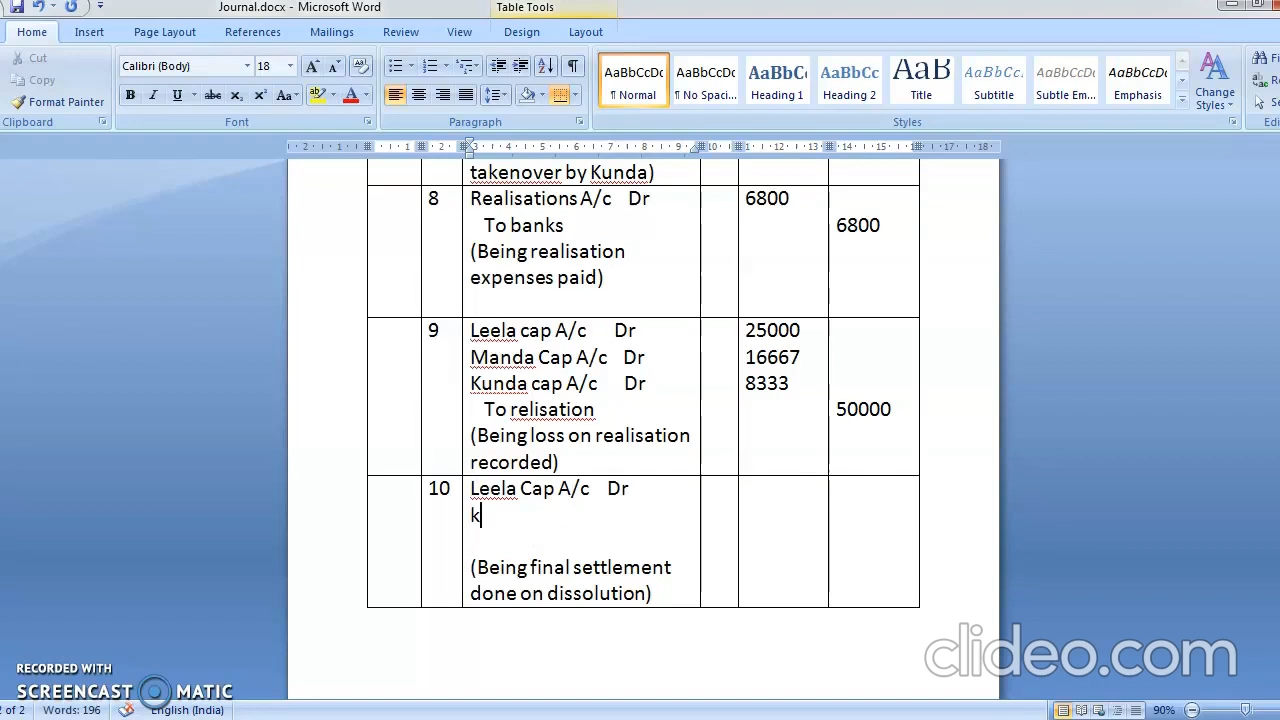 Journal.docx - Microsoft Word
Table Tools
Home Insert Page Layout References Mailings Review View Design Layout
Cut
Copy
Format Painter
Clipboard
Calibri (Body) 18
Font
Paragraph
AaBbCcDc AaBbCcDc AaBbCc AaBbCc AaB AaBbCcI AaBbCcDc AaBbCcDc
¶ Normal ¶ No Spaci... Heading 1 Heading 2 Title Subtitle Subtle Em... Emphasis
Change
Styles
Styles
takenover by Kunda)
8 Realisations A/c Dr 6800
To banks 6800
(Being realisation
expenses paid)
9 Leela cap A/c Dr 25000
Manda Cap A/c Dr 16667
Kunda cap A/c Dr 8333
To relisation 50000
(Being loss on realisation
recorded)
10 Leela Cap A/c Dr
k
(Being final settlement
done on dissolution)
clideo.com
RECORDED WITH
SCREENCAST MATIC
2 of 2 Words: 196 English (India) 90%